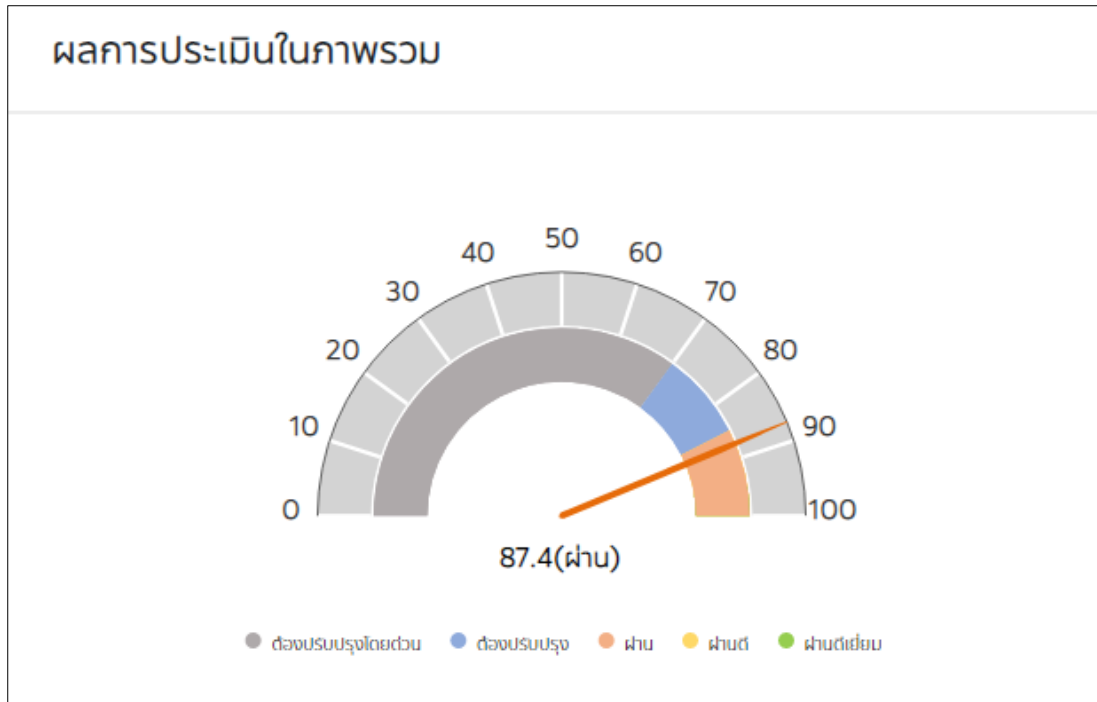 ผลการประเมินในภาพรวม
50
40
60
30
70
20
80
10
90
0
100
87.4(ผ่าน)
ต้องปรับปรุงโดยด่วน
ต้องปรับปรุง
ผ่าน
ผ่านดี
ผ่านดีเยี่ยม